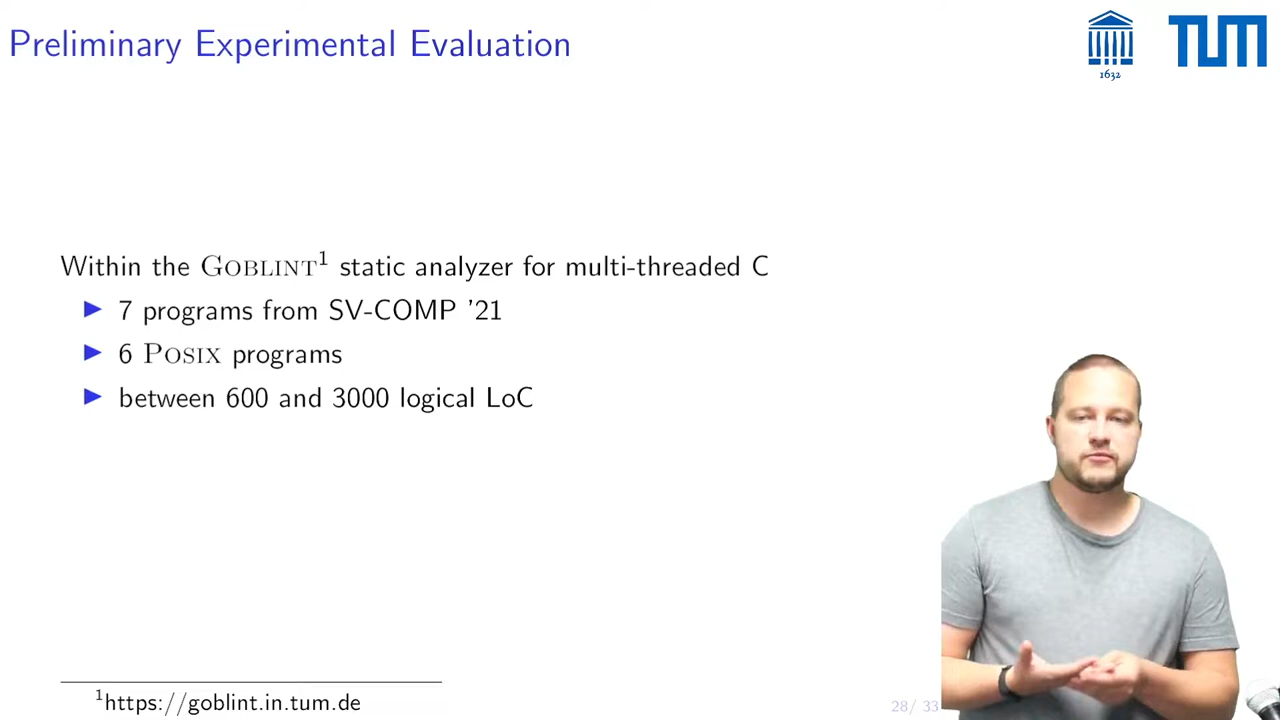 Preliminary Experimental Evaluation
1632
TUM
Within the GOBLINT¹ static analyzer for multi-threaded C
▶ 7 programs from SV-COMP '21
▶ 6 POSIX programs
▶ between 600 and 3000 logical LoC
¹https://goblint.in.tum.de
28/ 33